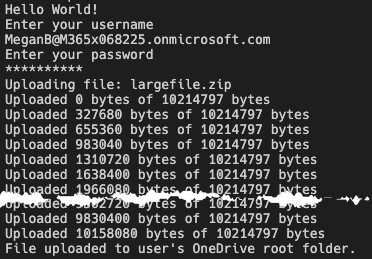 Hello World!
Enter your username
MeganB@M365x068225.onmicrosoft.com
Enter your password
**********
Uploading file: largefile.zip
Uploaded 0 bytes of 10214797 bytes
Uploaded 327680 bytes of 10214797 bytes
Uploaded 655360 bytes of 10214797 bytes
Uploaded 983040 bytes of 10214797 bytes
Uploaded 1310720 bytes of 10214797 bytes
Uploaded 1638400 bytes of 10214797 bytes
Uploaded 1966080 bytes of 10214797 bytes
Uploaded bytes of 10214797 bytes
Uploaded 9830400 bytes of 10214797 bytes
Uploaded 10158080 bytes of 10214797 bytes
File uploaded to user's OneDrive root folder.